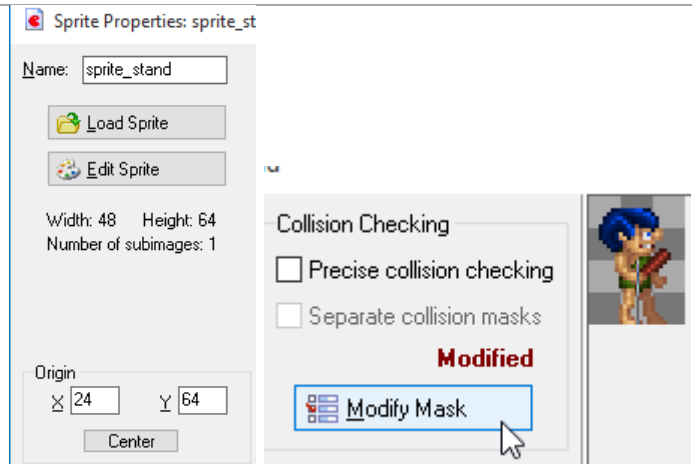 Sprite Properties: sprite_st
Name: sprite_stand
Load Sprite
Edit Sprite
Width: 48 Height: 64
Number of subimages: 1
Origin
X 24 Y 64
Center
Collision Checking
Precise collision checking
Separate collision masks
Modified
Modify Mask